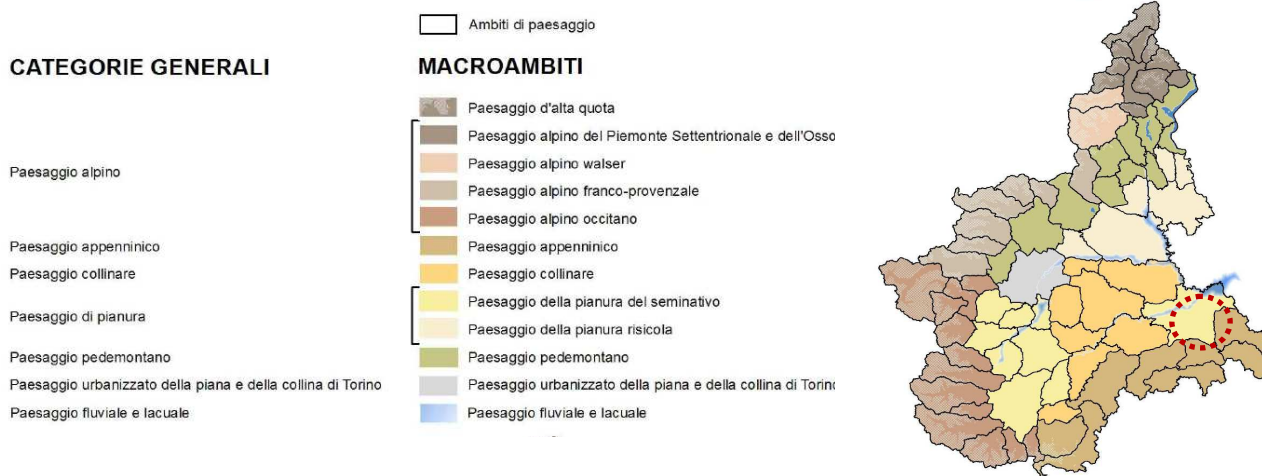 Ambiti di paesaggio
CATEGORIE GENERALI
MACROAMBITI
Paesaggio d'alta quota
Paesaggio alpino del Piemonte Settentrionale e dell'Osso
Paesaggio alpino
Paesaggio alpino walser
Paesaggio alpino franco-provenzale
Paesaggio alpino occitano
Paesaggio appenninico
Paesaggio appenninico
Paesaggio collinare
Paesaggio collinare
Paesaggio di pianura
Paesaggio della pianura del seminativo
Paesaggio della pianura risicola
Paesaggio pedemontano
Paesaggio pedemontano
Paesaggio urbanizzato della piana e della collina di Torino
Paesaggio urbanizzato della piana e della collina di Torino
Paesaggio fluviale e lacuale
Paesaggio fluviale e lacuale